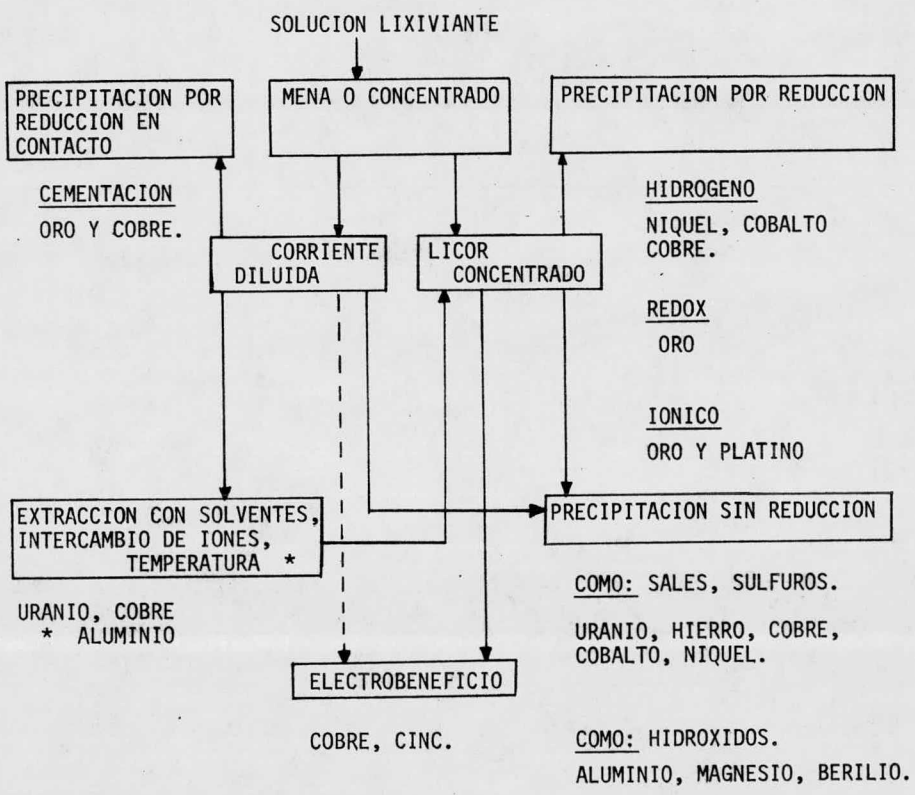 SOLUCION LIXIVIANTE
PRECIPITACION POR
REDUCCION EN
CONTACTO
MENA O CONCENTRADO
PRECIPITACION POR REDUCCION
CEMENTACION
ORO Y COBRE.
HIDROGENO
NIQUEL, COBALTO
COBRE.
CORRIENTE
DILUIDA
LICOR
CONCENTRADO
REDOX
ORO
IONICO
ORO Y PLATINO
EXTRACCION CON SOLVENTES,
INTERCAMBIO DE IONES,
TEMPERATURA *
PRECIPITACION SIN REDUCCION
URANIO, COBRE
* ALUMINIO
COMO: SALES, SULFUROS.
URANIO, HIERRO, COBRE,
COBALTO, NIQUEL.
ELECTROBENEFICIO
COBRE, CINC.
COMO: HIDROXIDOS.
ALUMINIO, MAGNESIO, BERILIO.